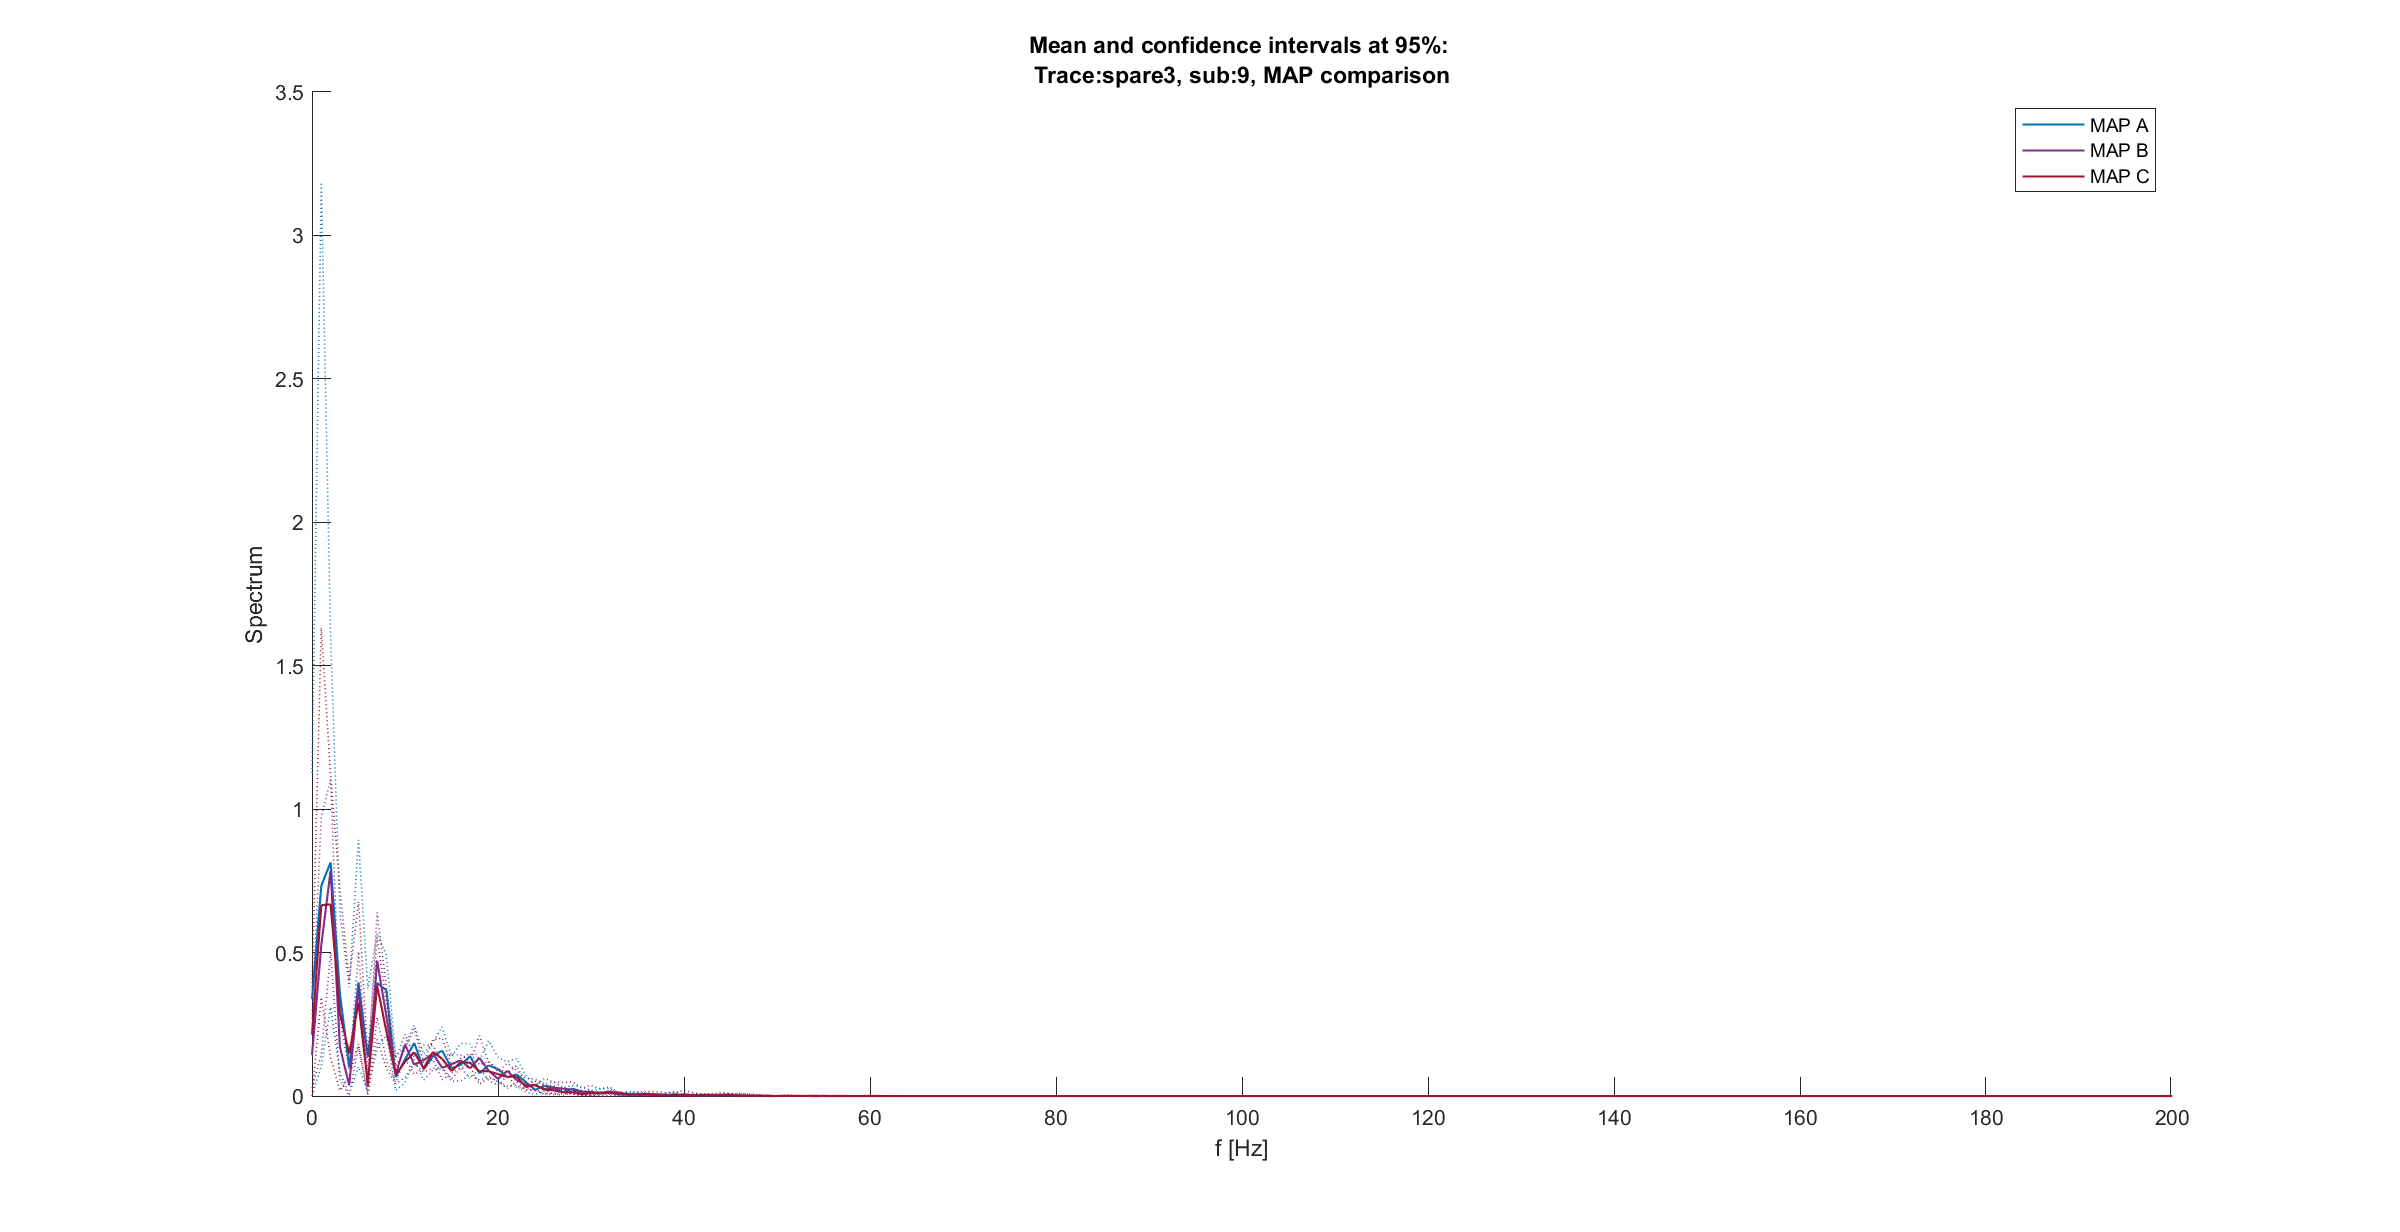 Mean and confidence intervals at 95%:
Trace:spare3, sub:9, MAP comparison
3.5
3
2.5
2
1.5
1
0.5
0
Spectrum
MAP A
MAP B
MAP C
0 20 40 60 80 100 120 140 160 180 200
f [Hz]